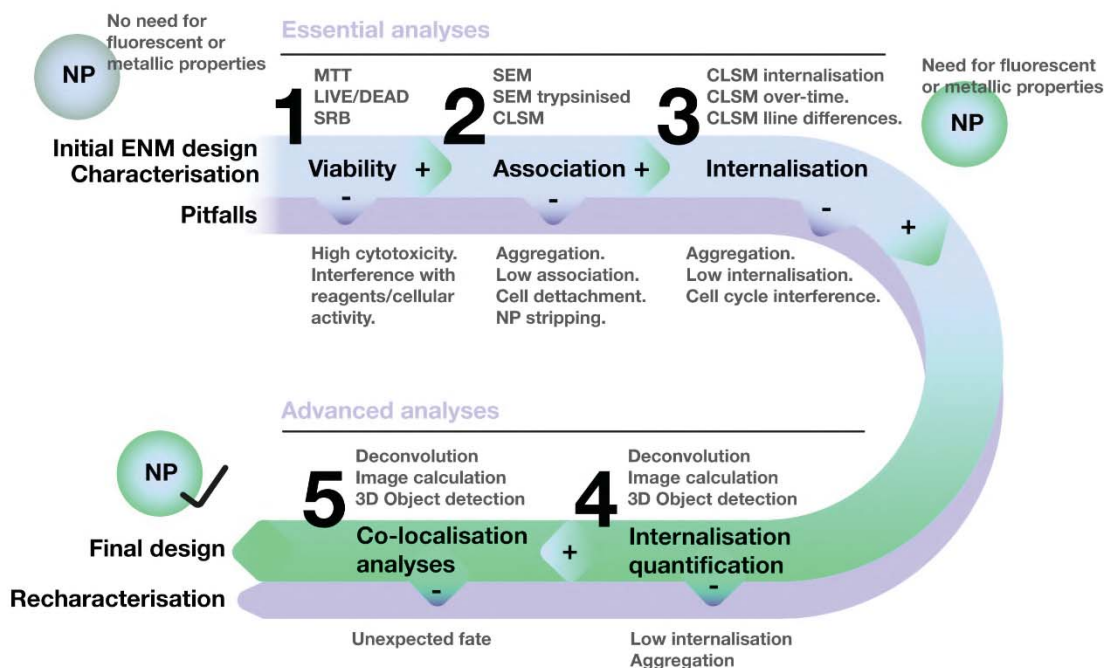 No need for
fluorescent or
metallic properties
NP
Essential analyses
1
MTT
LIVE/DEAD
SRB
2
SEM
SEM trypsinised
CLSM
3
CLSM internalisation
CLSM over-time.
CLSM lline differences.
Need for fluorescent
or metallic properties
NP
Initial ENM design
Characterisation
Viability
+
Association
+
Internalisation
+
Pitfalls
-
-
-
High cytotoxicity.
Interference with
reagents/cellular
activity.
Aggregation.
Low association.
Cell dettachment.
NP stripping.
Aggregation.
Low internalisation.
Cell cycle interference.
Advanced analyses
NP
5
Deconvolution
Image calculation
3D Object detection
4
Deconvolution
Image calculation
3D Object detection
Final design
Co-localisation
analyses
+
Internalisation
quantification
Recharacterisation
-
-
Unexpected fate
Low internalisation
Aggregation